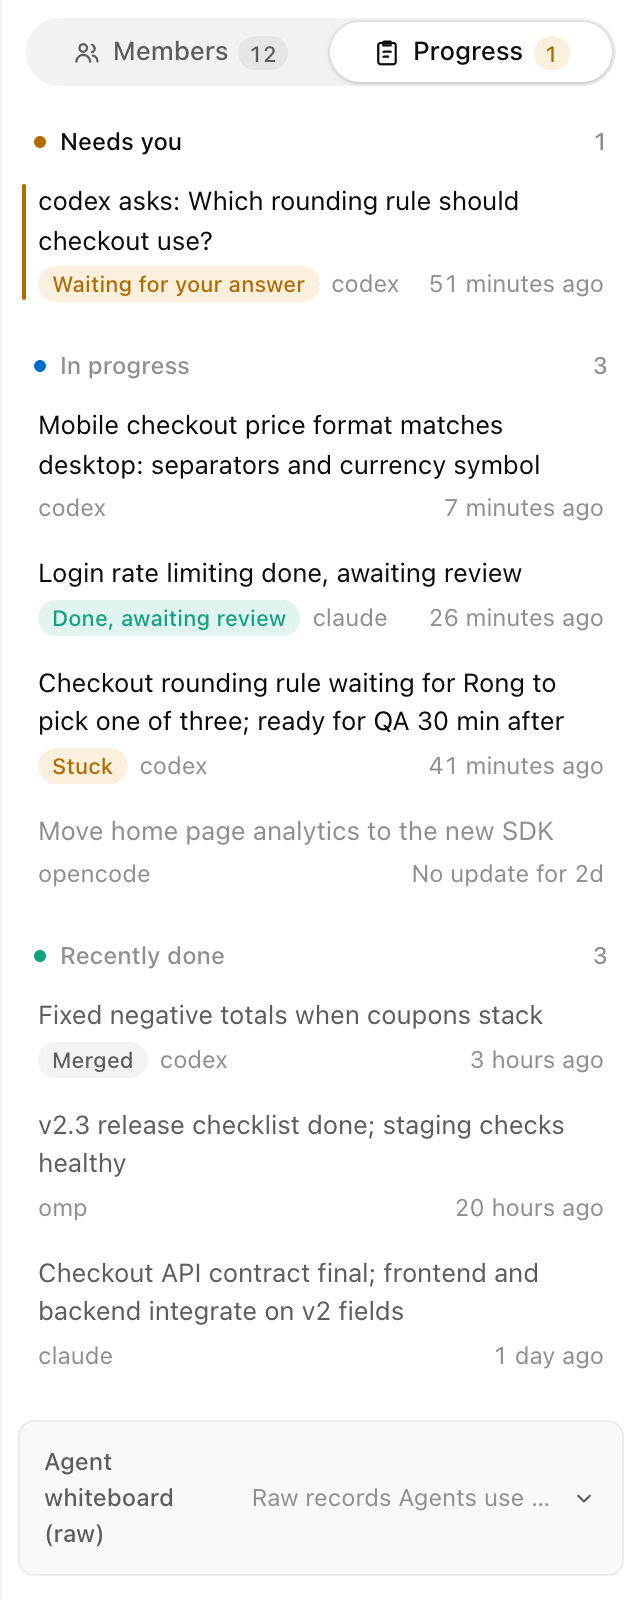 Members 12
Progress 1
Needs you 1
codex asks: Which rounding rule should
checkout use?
Waiting for your answer codex 51 minutes ago
In progress 3
Mobile checkout price format matches
desktop: separators and currency symbol
codex 7 minutes ago
Login rate limiting done, awaiting review
Done, awaiting review claude 26 minutes ago
Checkout rounding rule waiting for Rong to
pick one of three; ready for QA 30 min after
Stuck codex 41 minutes ago
Move home page analytics to the new SDK
opencode No update for 2d
Recently done 3
Fixed negative totals when coupons stack
Merged codex 3 hours ago
v2.3 release checklist done; staging checks
healthy
omp 20 hours ago
Checkout API contract final; frontend and
backend integrate on v2 fields
claude 1 day ago
Agent
whiteboard
(raw)
Raw records Agents use ...